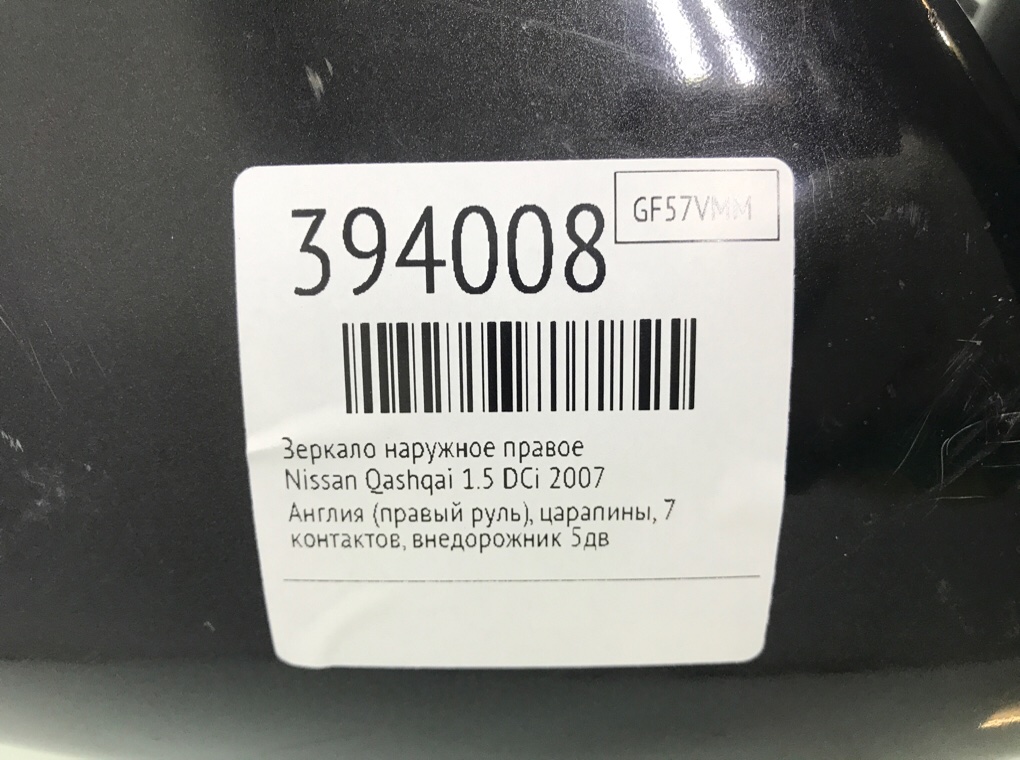 394008
GF57VMM
Зеркало наружное правое
Nissan Qashqai 1.5 DCi 2007
Англия (правый руль), царапины, 7
контактов, внедорожник 5дв